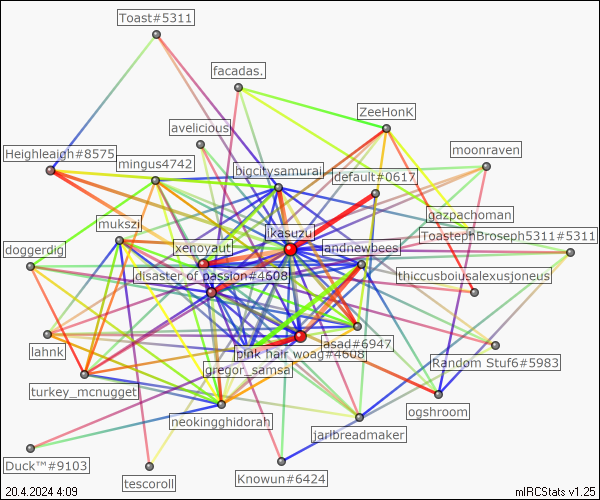 Toast#5311
facadas.
ZeeHonK
avelicious
moonraven
Heighleaigh#8575
mingus4742
bigcitysamurai
default#0617
gazpachoman
mukszi
ikasuzu
ToastephBroseph5311#5311
doggerdig
xenoyaut
landnewbees
disaster of passion#4608
thiccusboiusalexusjoneus
lahnk
asad#6947
pink hair woag#4608
Random Stuf6#5983
gregor_samsa
turkey_mcnugget
ogshroom
neokingghidorah
jarlbreadmaker
Duck™#9103
tescoroll
Knowun#6424
20.4.2024 4:09
mIRCStats v1.25